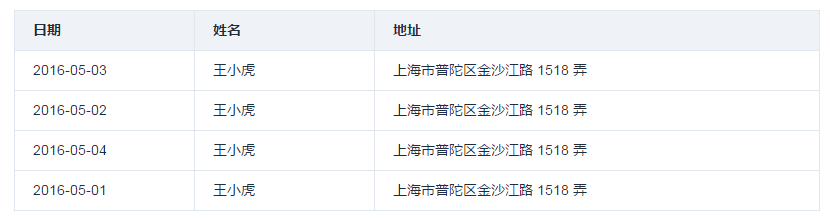 日期 姓名 地址
2016-05-03 王小虎 上海市普陀区金沙江路 1518 弄
2016-05-02 王小虎 上海市普陀区金沙江路 1518 弄
2016-05-04 王小虎 上海市普陀区金沙江路 1518 弄
2016-05-01 王小虎 上海市普陀区金沙江路 1518 弄